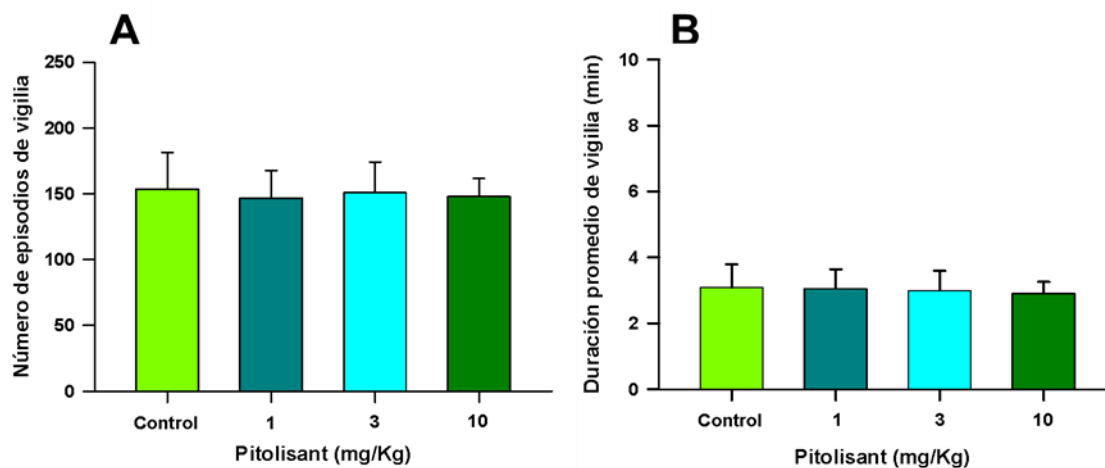 A
Número de episodios de vigilia
250
200
150
100
50
0
Control 1 3 10
Pitolisant (mg/Kg)
B
Duración promedio de vigilia (min)
10
8
6
4
2
0
Control 1 3 10
Pitolisant (mg/Kg)